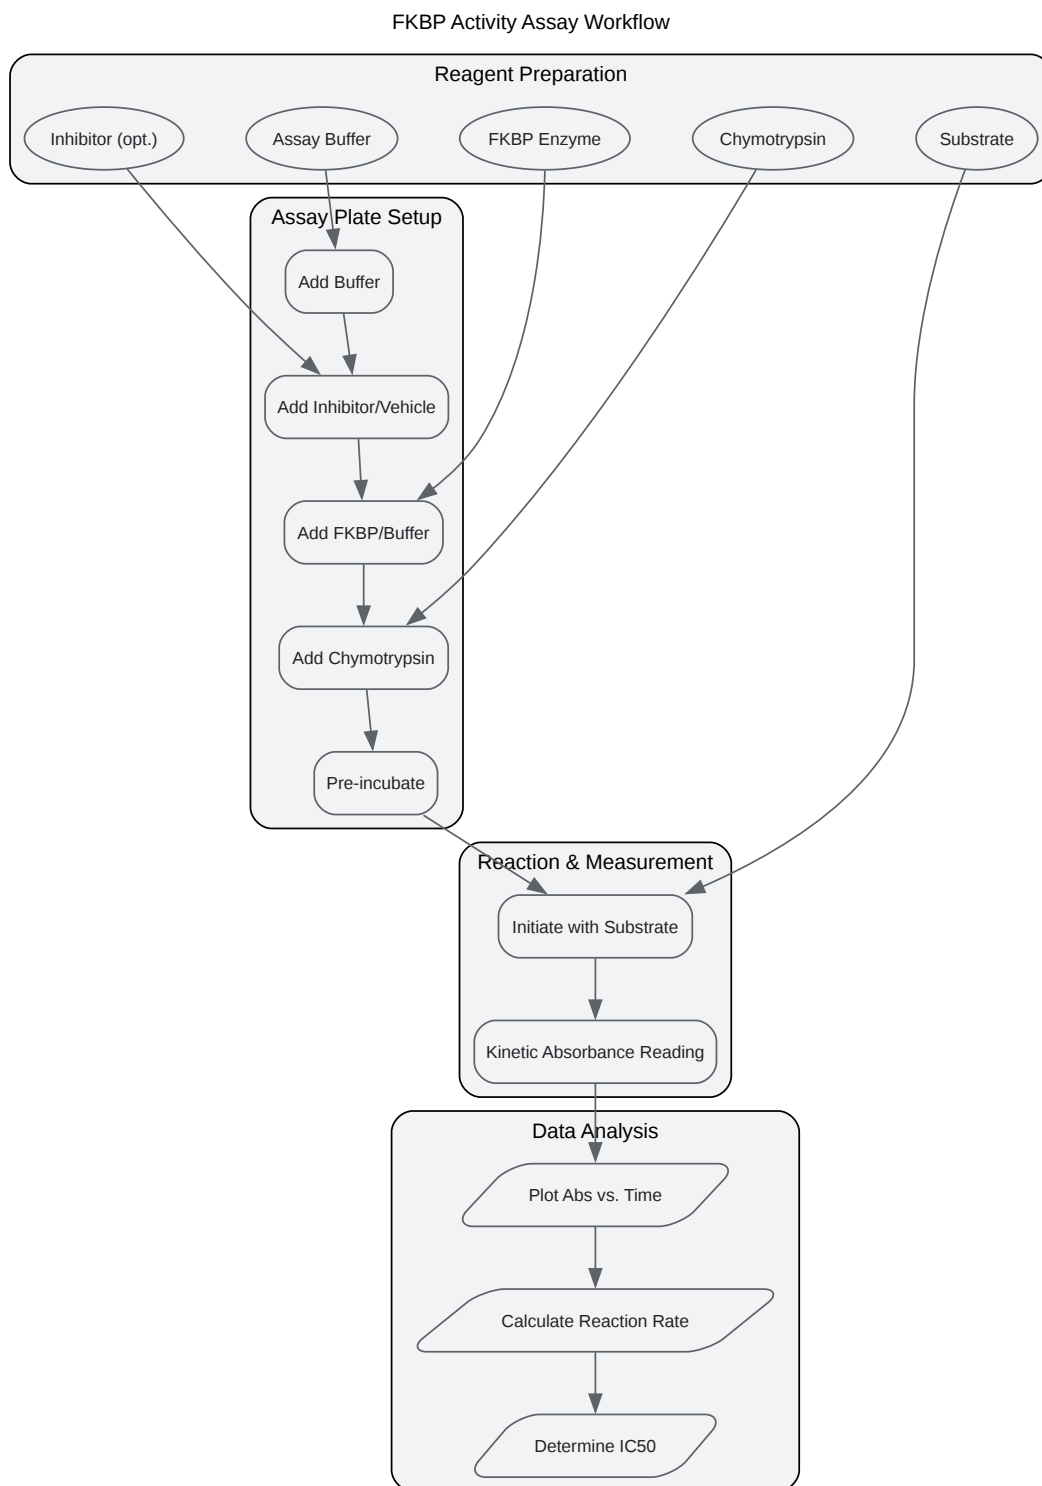 FKBP Activity Assay Workflow
Reagent Preparation
Inhibitor (opt.)
Assay Buffer
FKBP Enzyme
Chymotrypsin
Substrate
Assay Plate Setup
Add Buffer
Add Inhibitor/Vehicle
Add FKBP/Buffer
Add Chymotrypsin
Pre-incubate
Reaction & Measurement
Initiate with Substrate
Kinetic Absorbance Reading
Data Analysis
Plot Abs vs. Time
Calculate Reaction Rate
Determine IC50